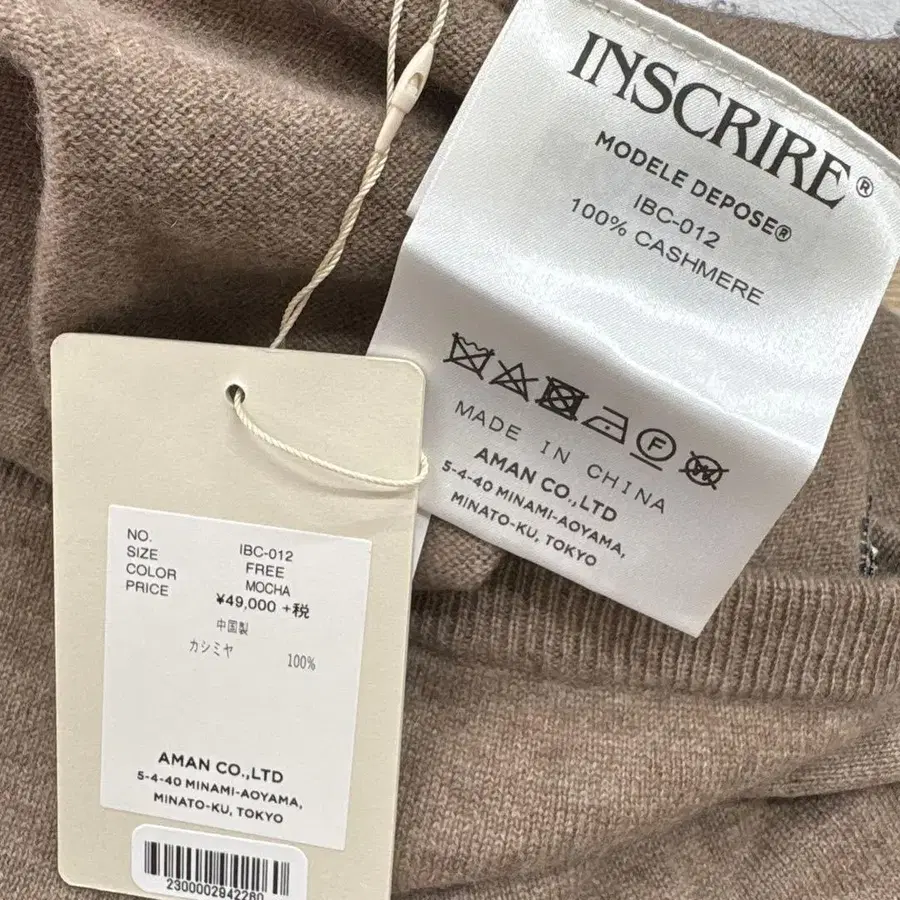 INSCRIRE®
MODELE DEPOSE®
IBC-012
100% CASHMERE
F
W
MADE IN CHINA
AMAN CO.,LTD
5-4-40 MINAMI-AOYAMA,
MINATO-KU, TOKYO
NO. IBC-012
SIZE FREE
COLOR MOCHA
PRICE ¥49,000 +税
中国製
カシミヤ 100%
AMAN CO.,LTD
5-4-40 MINAMI-AOYAMA,
MINATO-KU, TOKYO
2300002942280